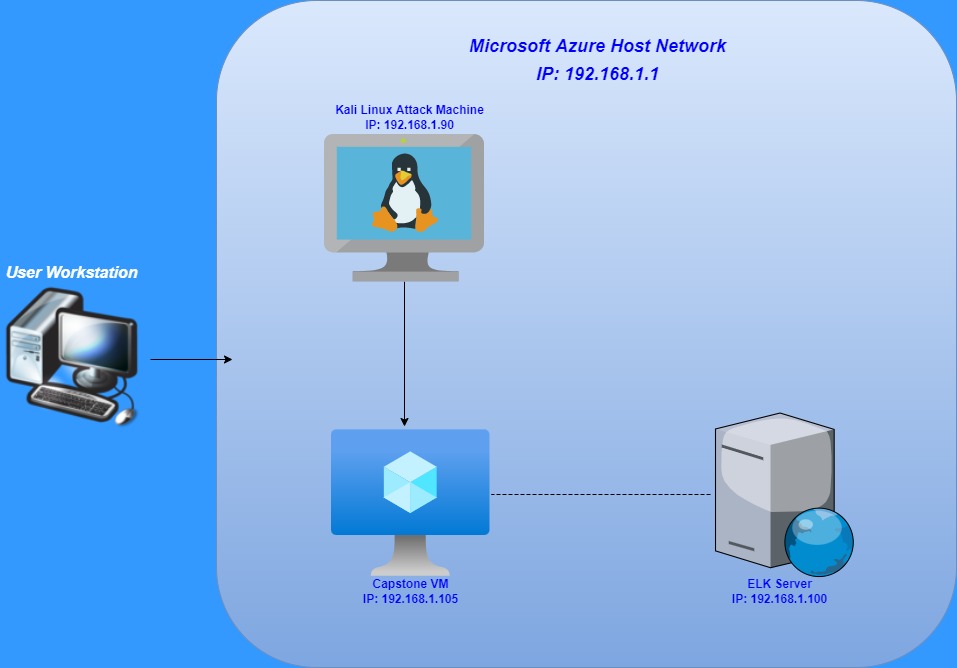 Microsoft Azure Host Network
IP: 192.168.1.1
Kali Linux Attack Machine
IP: 192.168.1.90
User Workstation
Capstone VM
IP: 192.168.1.105
ELK Server
IP: 192.168.1.100